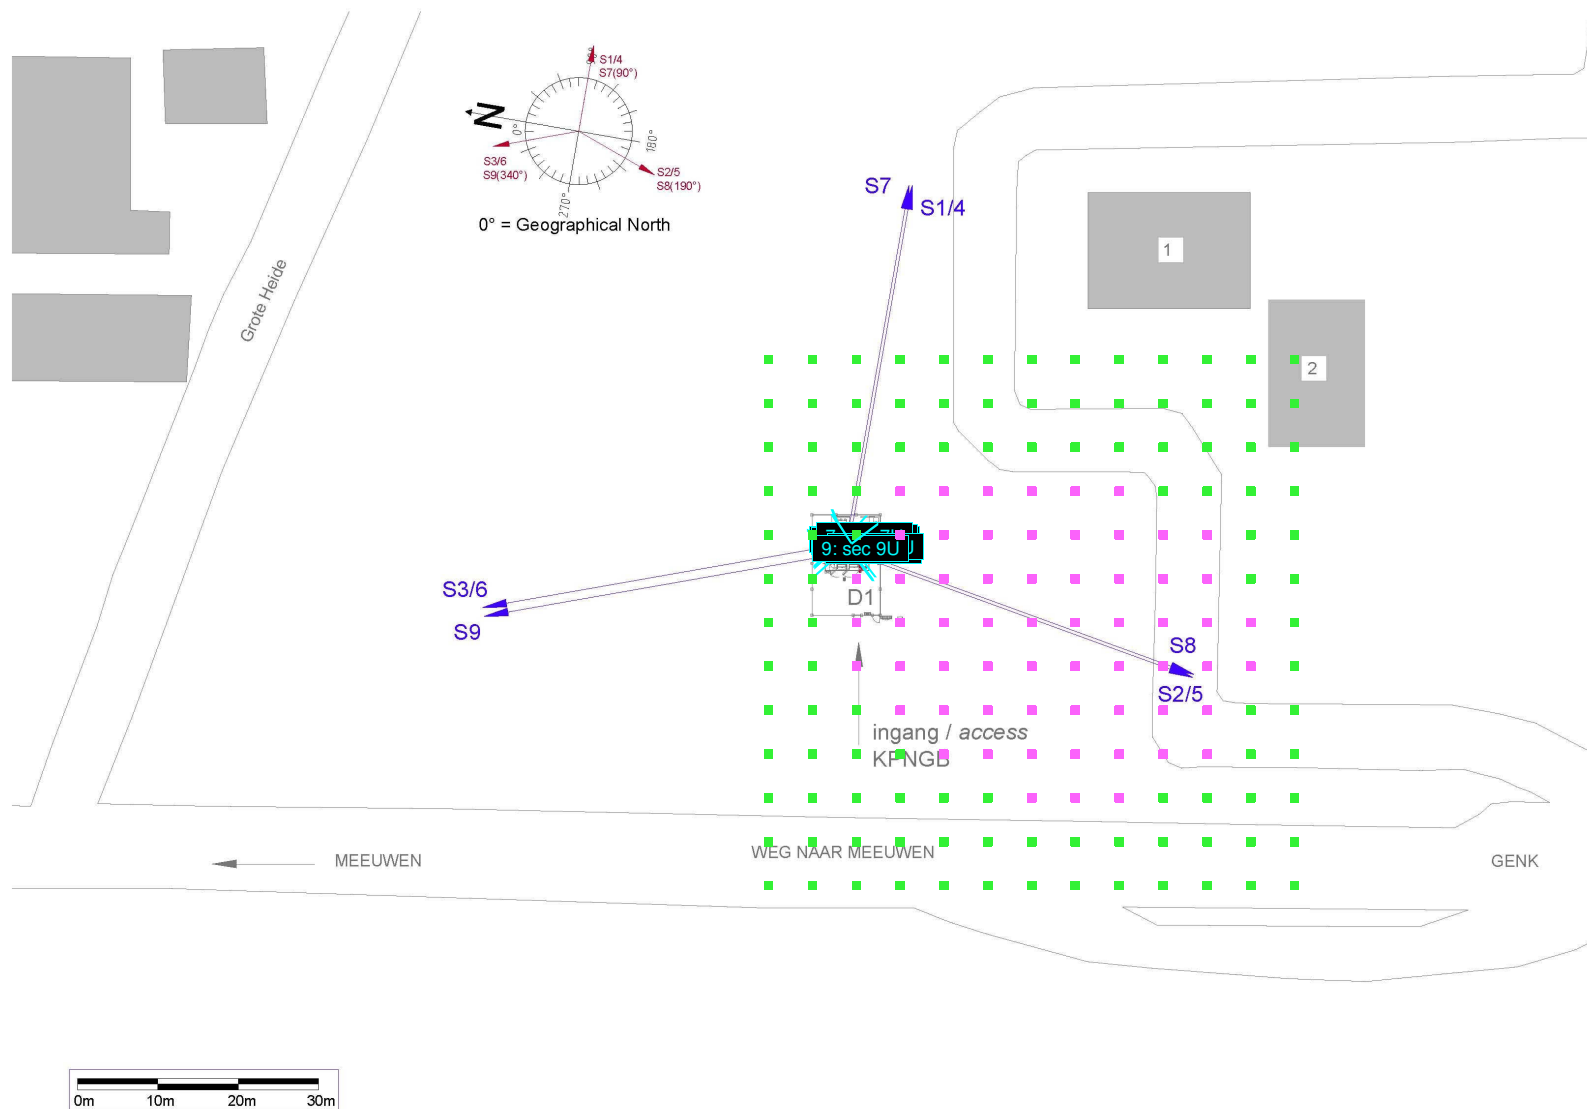 S1/4
S7(90°)
N
0°
180°
S3/6
S9(340°)
S2/5
S8(190°)
270°
0° = Geographical North
S7
S1/4
1
Grote Heide
2
9: sec 9U
S3/6
D1
S9
S8
S2/5
ingang / access
KPNGB
WEG NAAR MEEUWEN
MEEUWEN
GENK
0m 10m 20m 30m